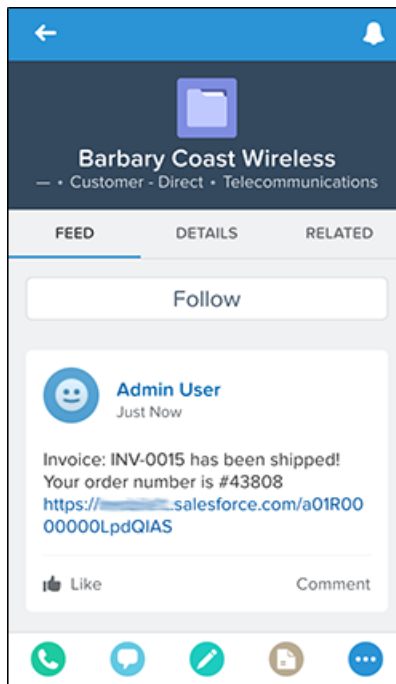 Barbary Coast Wireless
— • Customer - Direct • Telecommunications
FEED DETAILS RELATED
Follow
Admin User
Just Now
Invoice: INV-0015 has been shipped!
Your order number is #43808
https:// .salesforce.com/a01R00
00000LpdQIAS
Like Comment